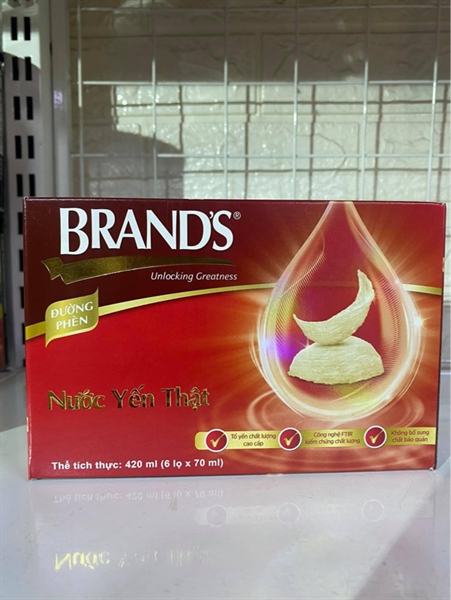 BRAND'S®
Unlocking Greatness
ĐƯỜNG
PHÈN
Nước Yến Thật
Tổ yến chất lượng
cao cấp
Công nghệ FTIR
kiểm chứng chất lượng
Không bổ sung
chất bảo quản
Thể tích thực: 420 ml (6 lọ x 70 ml)